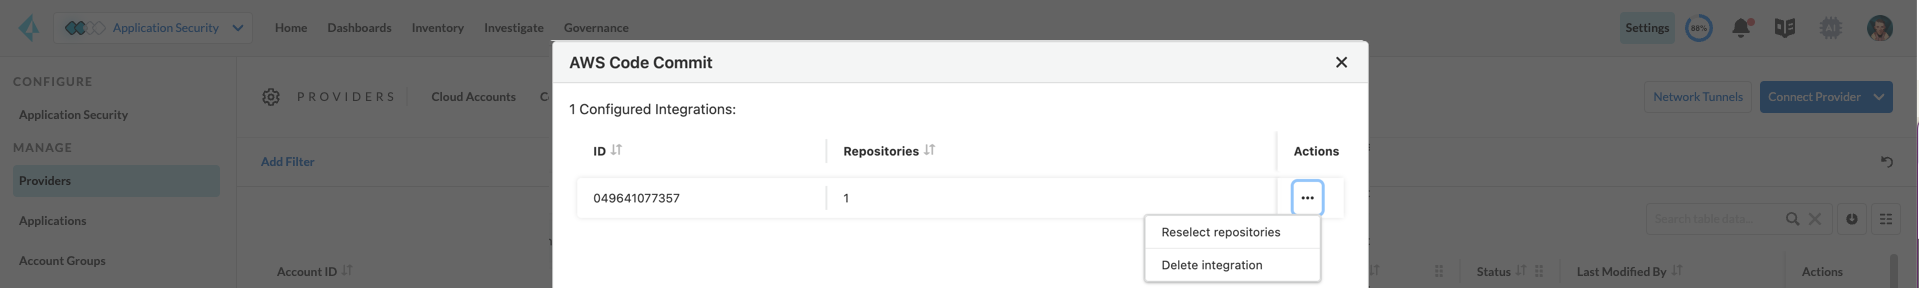 Application Security
Home
Dashboards
Inventory
Investigate
Governance
Settings
88%
AI
AWS Code Commit
CONFIGURE
Application Security
MANAGE
Providers
Applications
Account Groups
PROVIDERS
Cloud Accounts
Network Tunnels
Connect Provider
Add Filter
1 Configured Integrations:
ID
Repositories
Actions
049641077357
1
Reselect repositories
Delete integration
Search table data...
Account ID
Status
Last Modified By
Actions